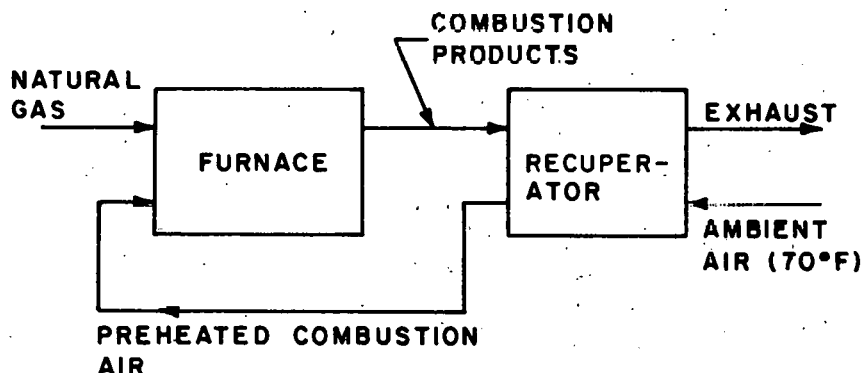 COMBUSTION
PRODUCTS
NATURAL
GAS
FURNACE
RECUPER-
ATOR
EXHAUST
AMBIENT
AIR (70°F)
PREHEATED COMBUSTION
AIR